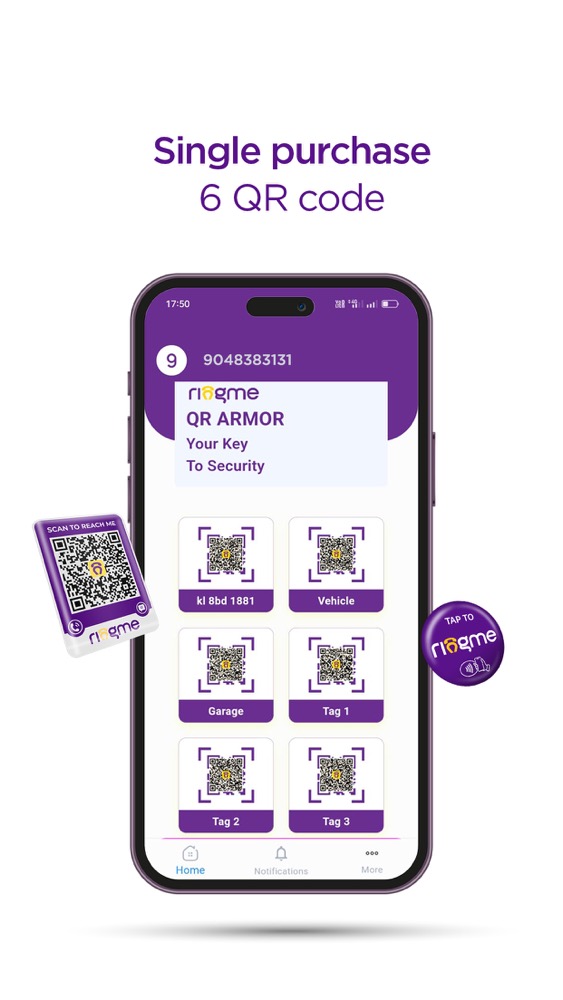 Single purchase
6 QR code
17:50
9
9048383131
ringme
QR ARMOR
Your Key
To Security
SCAN TO REACH ME
ringme
kl 8bd 1881
Vehicle
TAP TO
ringme
Garage
Tag 1
Tag 2
Tag 3
Home
Notifications
More